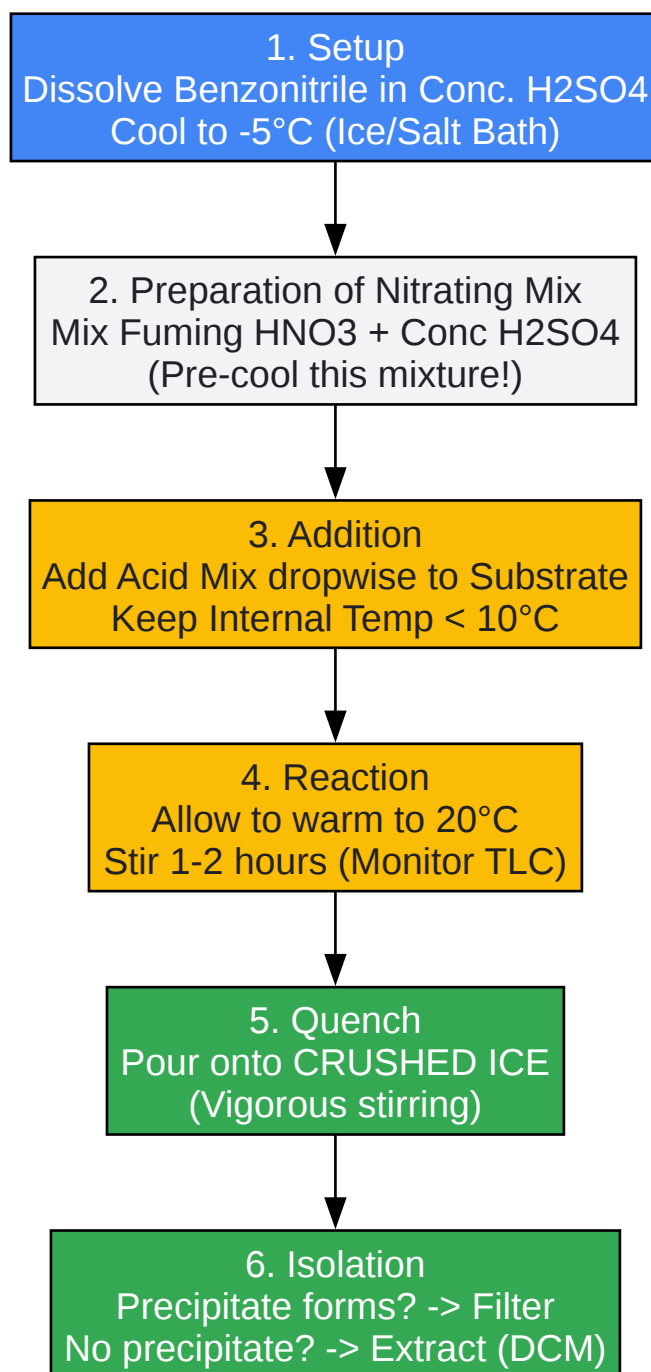 1. Setup
Dissolve Benzonitrile in Conc. H2SO4
Cool to -5°C (Ice/Salt Bath)
2. Preparation of Nitrating Mix
Mix Fuming HNO3 + Conc H2SO4
(Pre-cool this mixture!)
3. Addition
Add Acid Mix dropwise to Substrate
Keep Internal Temp < 10°C
4. Reaction
Allow to warm to 20°C
Stir 1-2 hours (Monitor TLC)
5. Quench
Pour onto CRUSHED ICE
(Vigorous stirring)
6. Isolation
Precipitate forms? -> Filter
No precipitate? -> Extract (DCM)